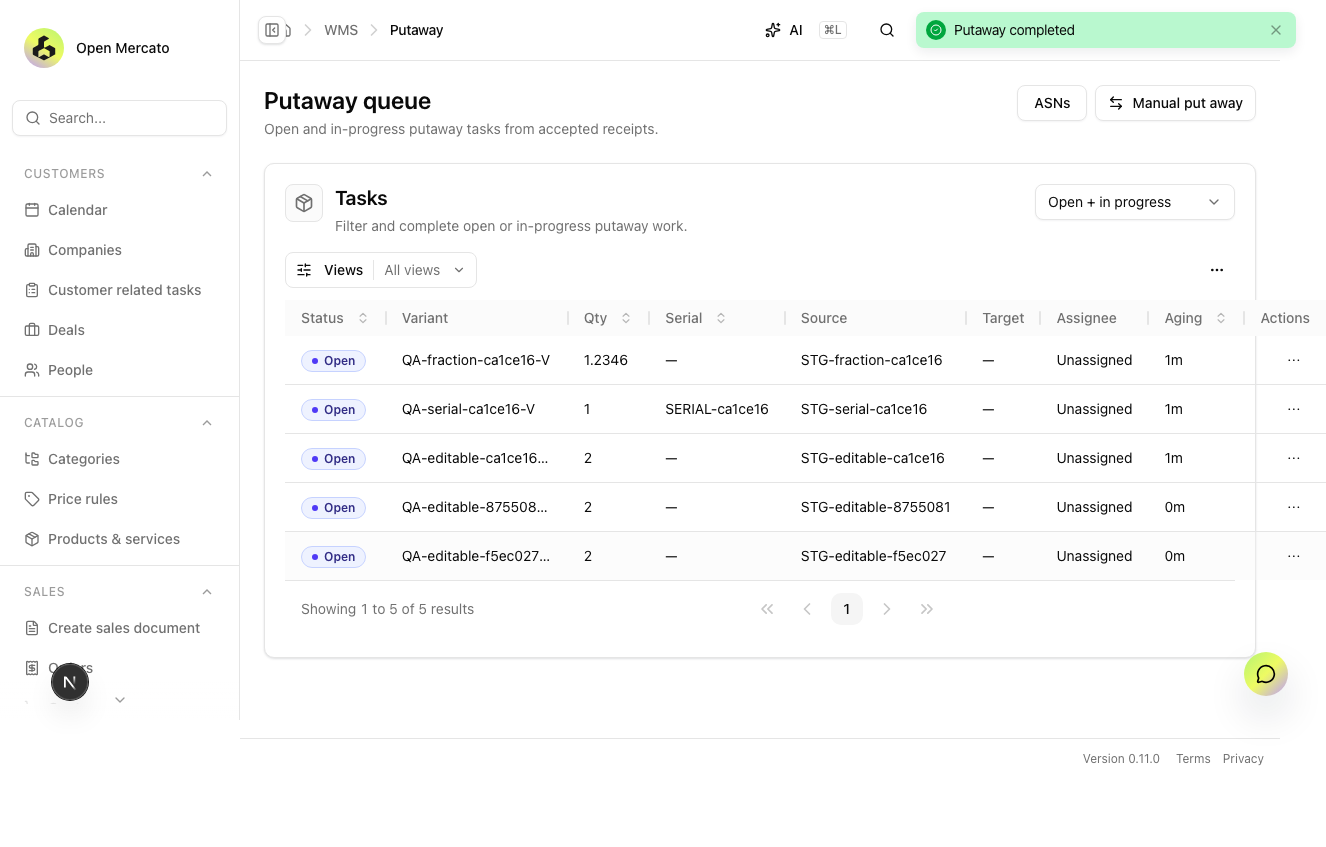 Open Mercato
WMS
Putaway
AI
⌘L
Putaway completed
Search...
Putaway queue
Open and in-progress putaway tasks from accepted receipts.
ASNs
Manual put away
CUSTOMERS
Calendar
Companies
Customer related tasks
Deals
People
CATALOG
Categories
Price rules
Products & services
SALES
Create sales document
N
Tasks
Filter and complete open or in-progress putaway work.
Open + in progress
Views All views
Status Variant Qty Serial Source Target Assignee Aging Actions
Open QA-fraction-ca1ce16-V 1.2346 — STG-fraction-ca1ce16 — Unassigned 1m ...
Open QA-serial-ca1ce16-V 1 SERIAL-ca1ce16 STG-serial-ca1ce16 — Unassigned 1m ...
Open QA-editable-ca1ce16... 2 — STG-editable-ca1ce16 — Unassigned 1m ...
Open QA-editable-875508... 2 — STG-editable-8755081 — Unassigned 0m ...
Open QA-editable-f5ec027... 2 — STG-editable-f5ec027 — Unassigned 0m ...
Showing 1 to 5 of 5 results
1
Version 0.11.0 Terms Privacy